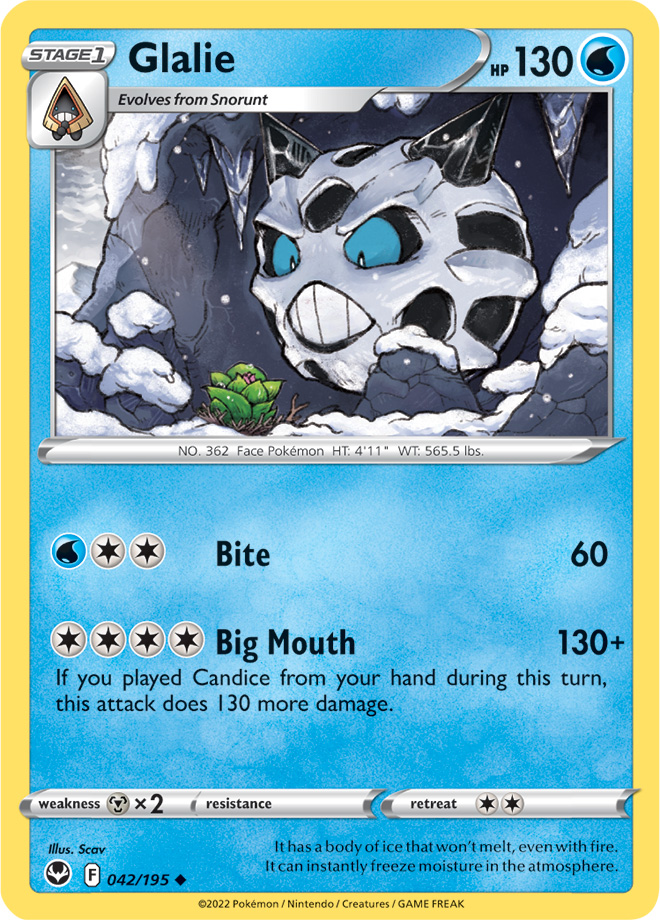 STAGE 1
Glalie
HP 130
Evolves from Snorunt
NO. 362 Face Pokémon HT: 4'11" WT: 565.5 lbs.
Bite 60
Big Mouth 130+
If you played Candice from your hand during this turn,
this attack does 130 more damage.
weakness ×2 resistance retreat
Illus. Scav
It has a body of ice that won't melt, even with fire.
It can instantly freeze moisture in the atmosphere.
F 042/195
©2022 Pokémon / Nintendo / Creatures / GAME FREAK